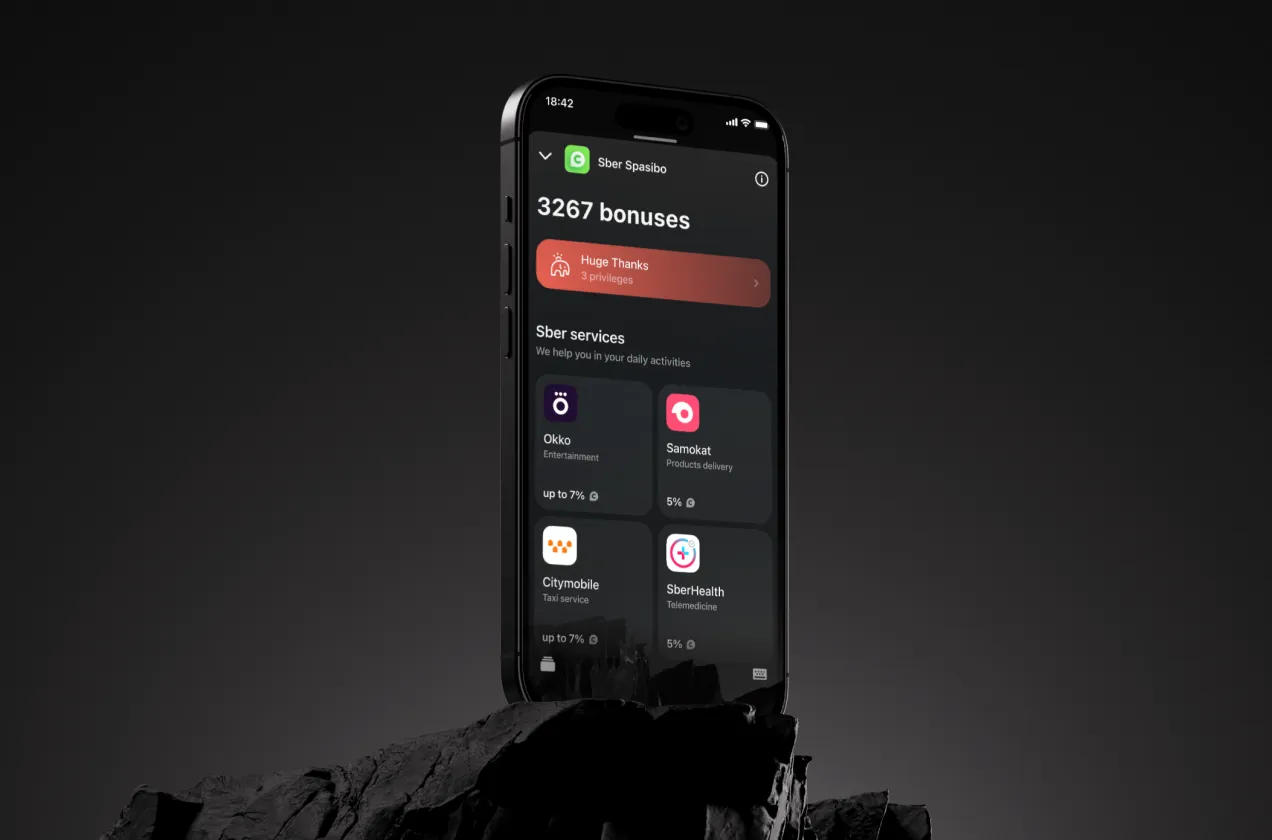 18:42
Sber Spasibo
3267 bonuses
Huge Thanks
3 privileges
Sber services
We help you in your daily activities
Okko
Entertainment
up to 7%
Samokat
Products delivery
5%
Citymobile
Taxi service
up to 7%
SberHealth
Telemedicine
5%